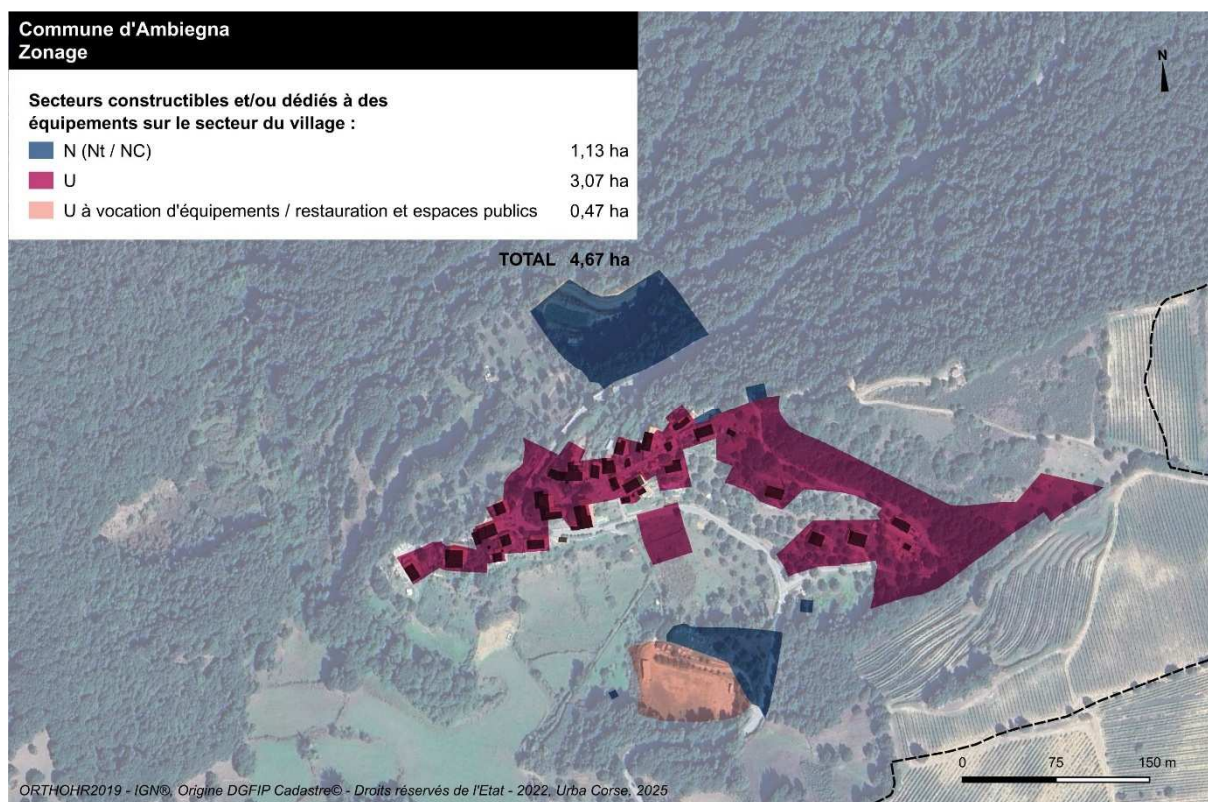 Commune d'Ambiegna
Zonage
Secteurs constructibles et/ou dédiés à des
équipements sur le secteur du village :
N (Nt / NC) 1,13 ha
U 3,07 ha
U à vocation d'équipements / restauration et espaces publics 0,47 ha
TOTAL 4,67 ha
N
0 75 150 m
ORTHOHR2019 - IGN®, Origine DGFIP Cadastre© - Droits réservés de l'Etat - 2022, Urba Corse, 2025